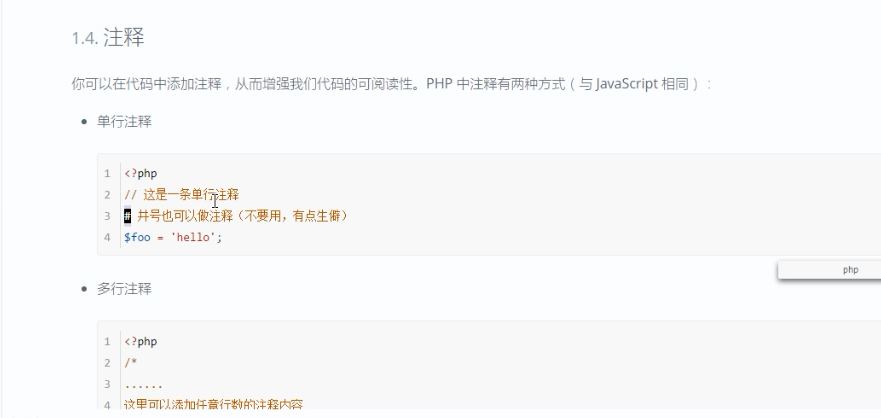 1.4. 注释
你可以在代码中添加注释，从而增强我们代码的可阅读性。PHP 中注释有两种方式（与 JavaScript 相同）：
单行注释
1 <?php
2 // 这是一条单行注释
3 # 井号也可以做注释（不要用，有点生僻）
4 $foo = 'hello';
php
多行注释
1 <?php
2 /*
3 ......
4 这里可以添加任意行数的注释内容